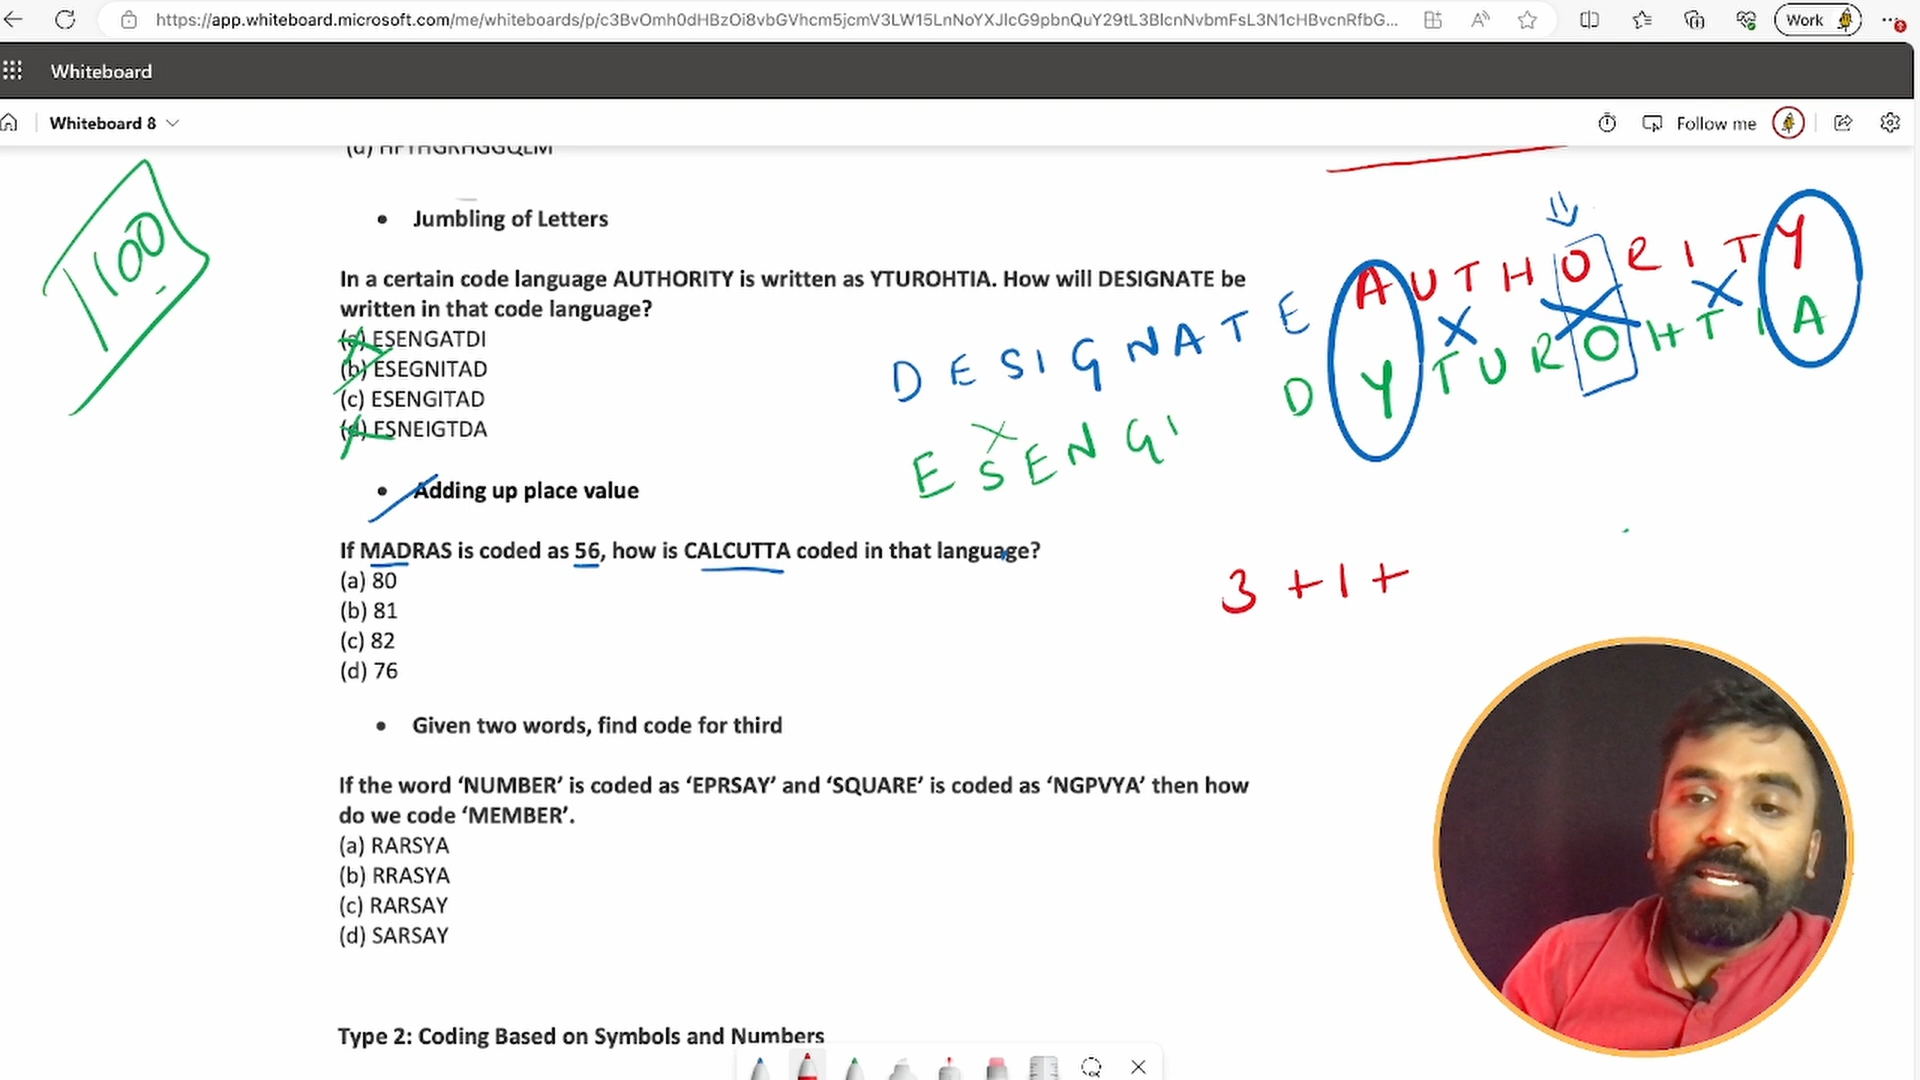 https://app.whiteboard.microsoft.com/me/whiteboards/p/c3BvOmh0dHBzOi8vbGVhcm5jcmV3LW15LnNoYXJlcG9pbnQuY29tL3BlcnNvbmFsL3N1cHBvcnRfbG...
Work
Whiteboard
Whiteboard 8
Follow me
1100
• Jumbling of Letters
In a certain code language AUTHORITY is written as YTUROHTIA. How will DESIGNATE be
written in that code language?
(a) ESENGATDI
(b) ESEGNITAD
(c) ESENGITAD
(d) ESNEIGTDA
AUTHORITY
YTUROHTIA
DESIGNATE
ESENGI D
• Adding up place value
If MADRAS is coded as 56, how is CALCUTTA coded in that language?
(a) 80
(b) 81
(c) 82
(d) 76
3 + 1 +
• Given two words, find code for third
If the word ‘NUMBER’ is coded as ‘EPRSAY’ and ‘SQUARE’ is coded as ‘NGPVYA’ then how
do we code ‘MEMBER’.
(a) RARSYA
(b) RRASYA
(c) RARSAY
(d) SARSAY
Type 2: Coding Based on Symbols and Numbers